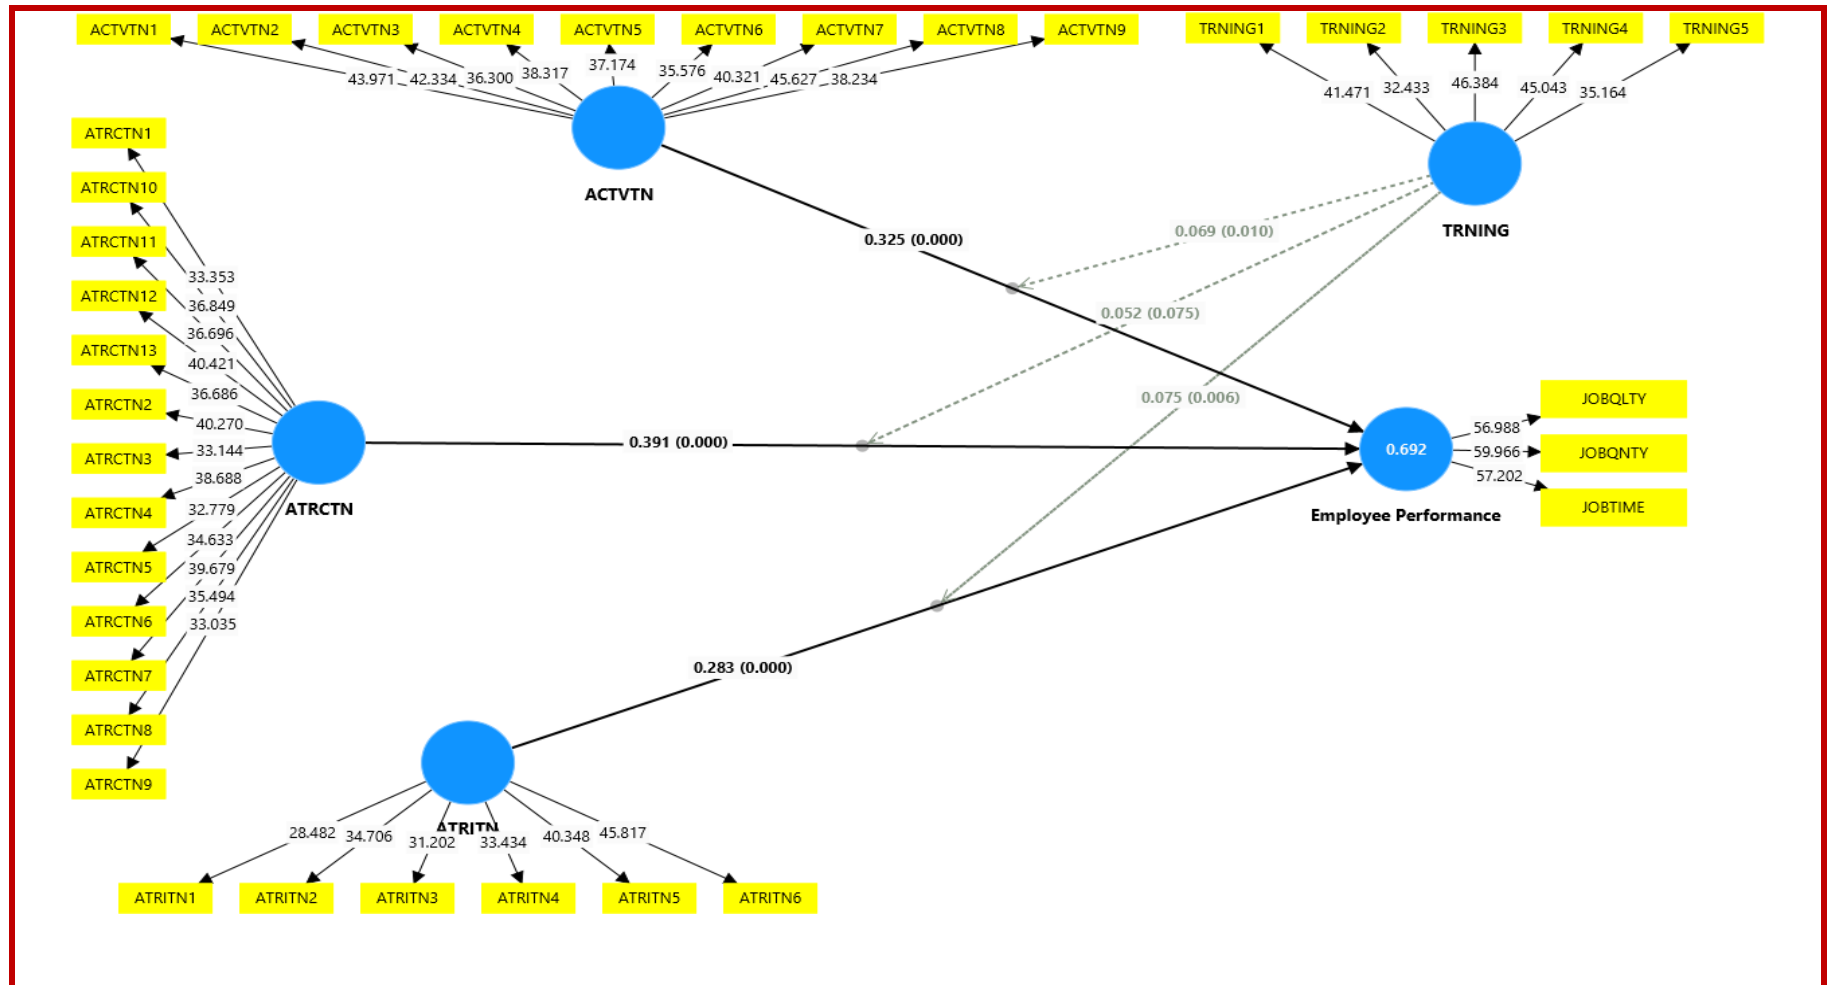 ACTVTN1 ACTVTN2 ACTVTN3 ACTVTN4 ACTVTN5 ACTVTN6 ACTVTN7 ACTVTN8 ACTVTN9
43.971 42.334 36.300 38.317 37.174 35.576 40.321 45.627 38.234
ACTVTN
TRNING1 TRNING2 TRNING3 TRNING4 TRNING5
41.471 32.433 46.384 45.043 35.164
TRNING
ATRCTN1
ATRCTN10
ATRCTN11
ATRCTN12
ATRCTN13
ATRCTN2
ATRCTN3
ATRCTN4
ATRCTN5
ATRCTN6
ATRCTN7
ATRCTN8
ATRCTN9
33.353
36.849
36.696
40.421
36.686
40.270
33.144
38.688
32.779
34.633
39.679
35.494
33.035
ATRCTN
0.325 (0.000)
0.069 (0.010)
0.052 (0.075)
0.075 (0.006)
0.391 (0.000)
0.283 (0.000)
0.692
Employee Performance
56.988
59.966
57.202
JOBQLTY
JOBQNTY
JOBTIME
ATRITN
28.482 34.706 31.202 33.434 40.348 45.817
ATRITN1 ATRITN2 ATRITN3 ATRITN4 ATRITN5 ATRITN6